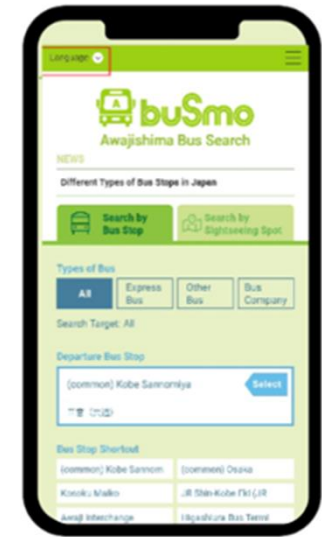 Language
A
buSmo
Awajishima Bus Search
NEWS
Different Types of Bus Stops in Japan
Search by
Bus Stop
Search by
Sightseeing Spot
Types of Bus
All
Express
Bus
Other
Bus
Bus
Company
Search Target: All
Departure Bus Stop
(common) Kobe Sannomiya
Select
Bus Stop Shortcut
(common) Kobe Sannom
(common) Osaka
Kosoku Maiko
JR Shin-Kobe Eki (JR
Awaji Interchange
Higashiura Bus Termi